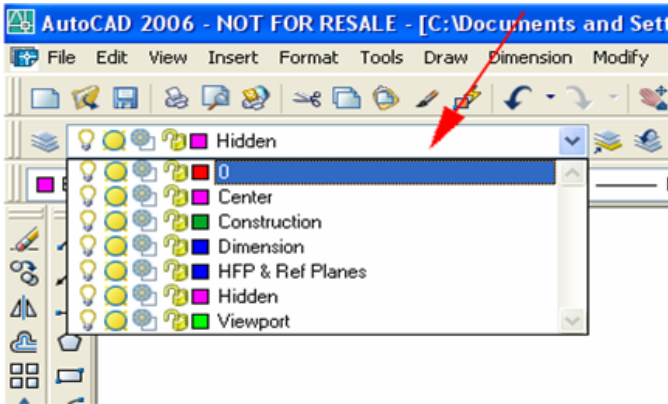 AutoCAD 2006 - NOT FOR RESALE - [C:\Documents and Sett
File Edit View Insert Format Tools Draw Dimension Modify
Hidden
0
Center
Construction
Dimension
HFP & Ref Planes
Hidden
Viewport